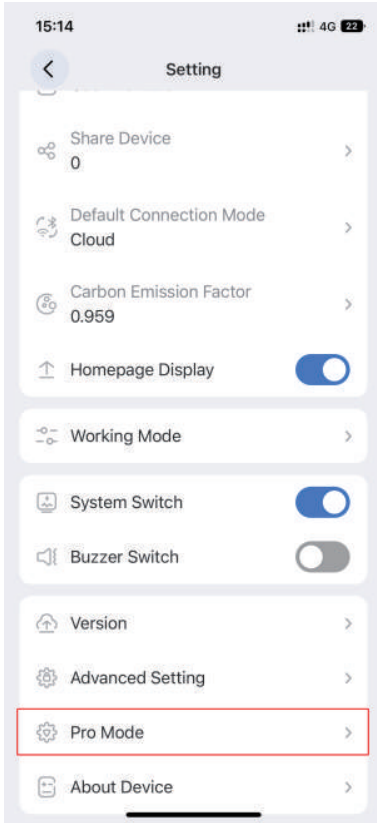 15:14
4G 22
Setting
Share Device
0
Default Connection Mode
Cloud
Carbon Emission Factor
0.959
Homepage Display
Working Mode
System Switch
Buzzer Switch
Version
Advanced Setting
Pro Mode
About Device